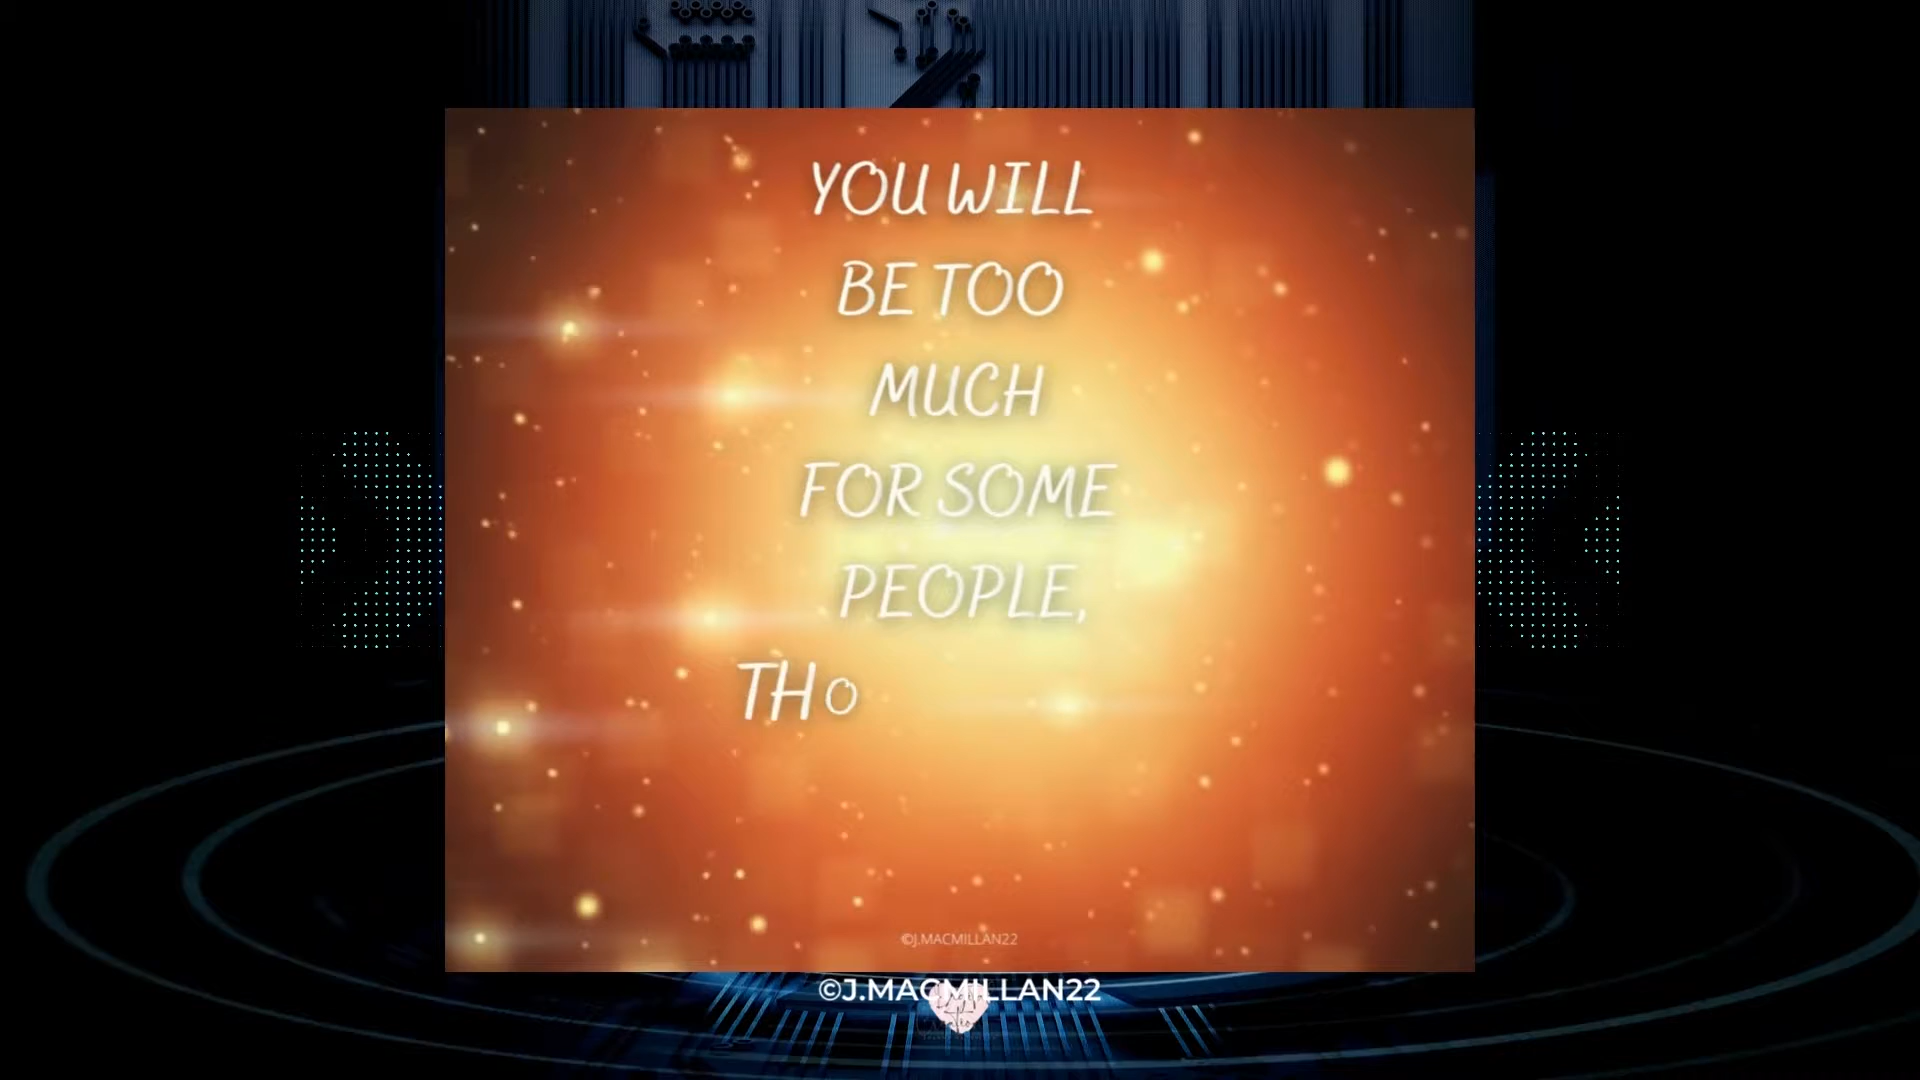 YOU WILL
BE TOO
MUCH
FOR SOME
PEOPLE,
THO
©J.MACMILLAN22
©J.MACMILLAN22